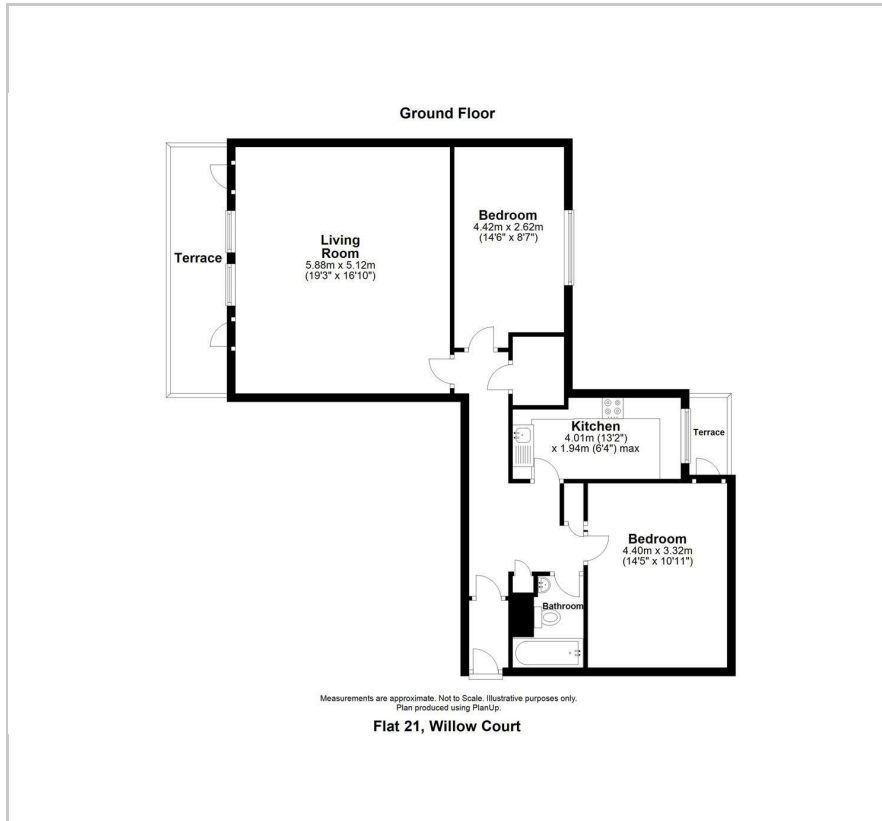 Ground Floor
Bedroom
4.42m x 2.62m
(14'6" x 8'7")
Living
Room
5.88m x 5.12m
(19'3" x 16'10")
Terrace
Kitchen
4.01m (13'2")
x 1.94m (6'4") max
Terrace
Bedroom
4.40m x 3.32m
(14'5" x 10'11")
Bathroom
Measurements are approximate. Not to Scale. Illustrative purposes only.
Plan produced using PlanUp.
Flat 21, Willow Court